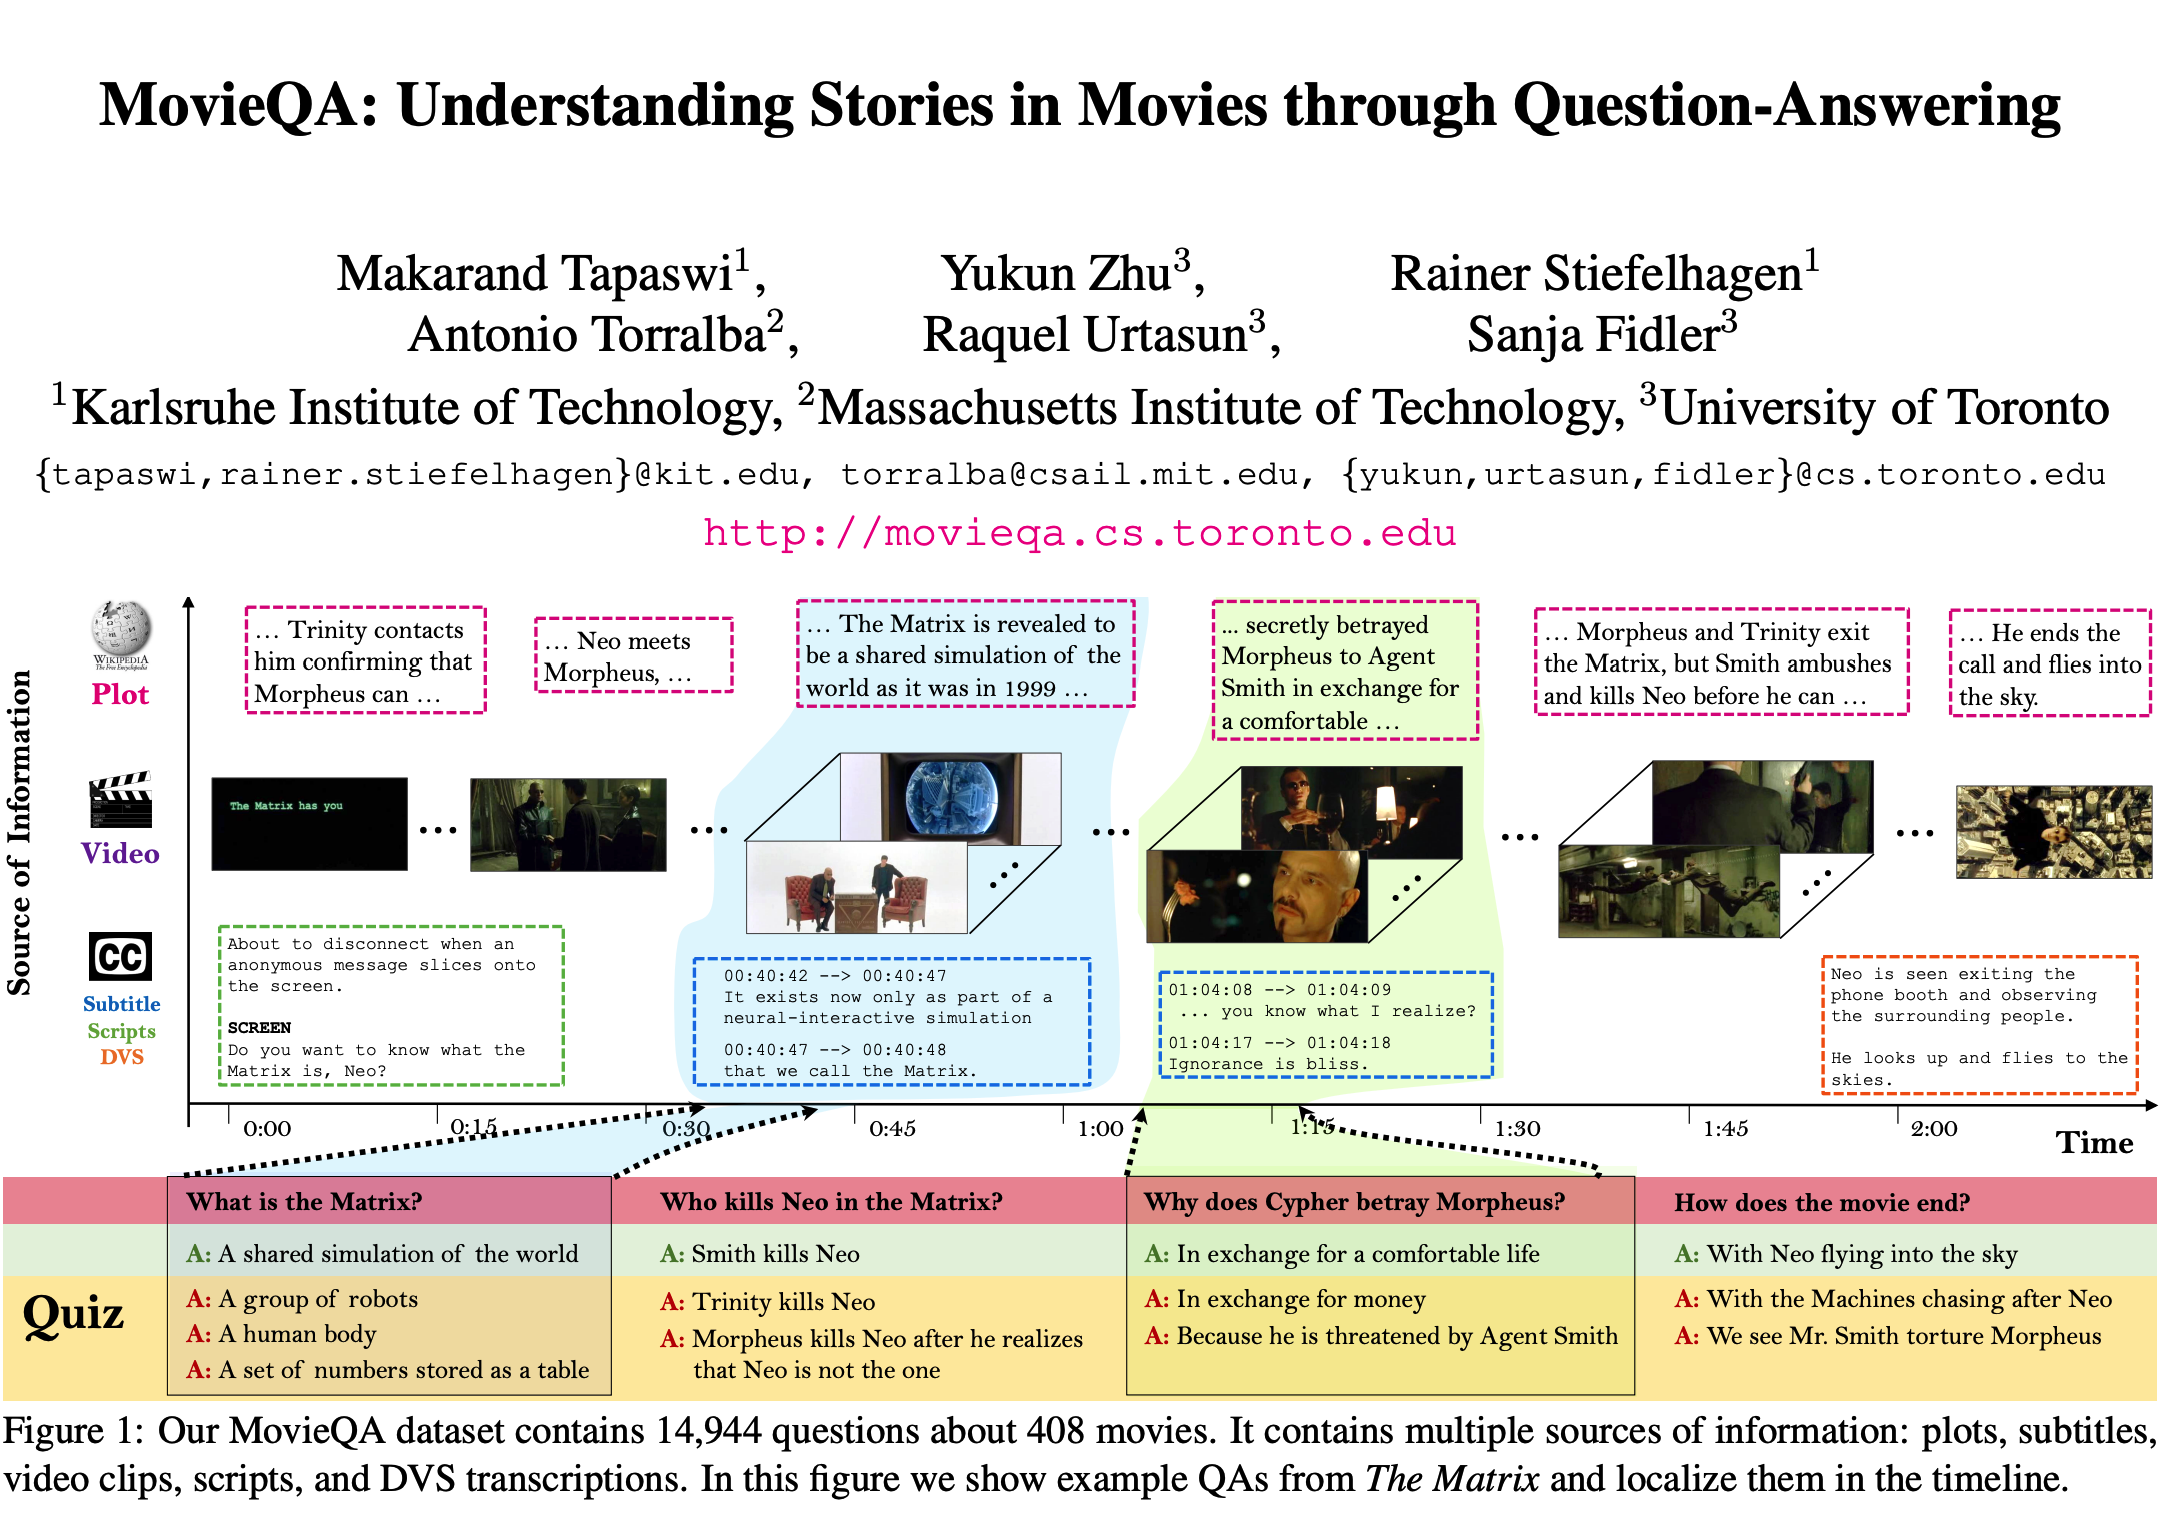 MovieQA: Understanding Stories in Movies through Question-Answering
Makarand Tapaswi1, Yukun Zhu3, Rainer Stiefelhagen1
Antonio Torralba2, Raquel Urtasun3, Sanja Fidler3
1Karlsruhe Institute of Technology, 2Massachusetts Institute of Technology, 3University of Toronto
{tapaswi,rainer.stiefelhagen}@kit.edu, torralba@csail.mit.edu, {yukun,urtasun,fidler}@cs.toronto.edu
http://movieqa.cs.toronto.edu
Source of Information
WIKIPEDIA
The Free Encyclopedia
Plot
… Trinity contacts
him confirming that
Morpheus can …
… Neo meets
Morpheus, …
… The Matrix is revealed to
be a shared simulation of the
world as it was in 1999 …
... secretly betrayed
Morpheus to Agent
Smith in exchange for
a comfortable …
… Morpheus and Trinity exit
the Matrix, but Smith ambushes
and kills Neo before he can …
… He ends the
call and flies into
the sky.
Video
The Matrix has you
CC
Subtitle
Scripts
DVS
About to disconnect when an
anonymous message slices onto
the screen.
SCREEN
Do you want to know what the
Matrix is, Neo?
00:40:42 --> 00:40:47
It exists now only as part of a
neural-interactive simulation
00:40:47 --> 00:40:48
that we call the Matrix.
01:04:08 --> 01:04:09
... you know what I realize?
01:04:17 --> 01:04:18
Ignorance is bliss.
Neo is seen exiting the
phone booth and observing
the surrounding people.
He looks up and flies to the
skies.
0:00 0:15 0:30 0:45 1:00 1:15 1:30 1:45 2:00
Time
Quiz
What is the Matrix?
A: A shared simulation of the world
A: A group of robots
A: A human body
A: A set of numbers stored as a table
Who kills Neo in the Matrix?
A: Smith kills Neo
A: Trinity kills Neo
A: Morpheus kills Neo after he realizes
that Neo is not the one
Why does Cypher betray Morpheus?
A: In exchange for a comfortable life
A: In exchange for money
A: Because he is threatened by Agent Smith
How does the movie end?
A: With Neo flying into the sky
A: With the Machines chasing after Neo
A: We see Mr. Smith torture Morpheus
Figure 1: Our MovieQA dataset contains 14,944 questions about 408 movies. It contains multiple sources of information: plots, subtitles,
video clips, scripts, and DVS transcriptions. In this figure we show example QAs from The Matrix and localize them in the timeline.